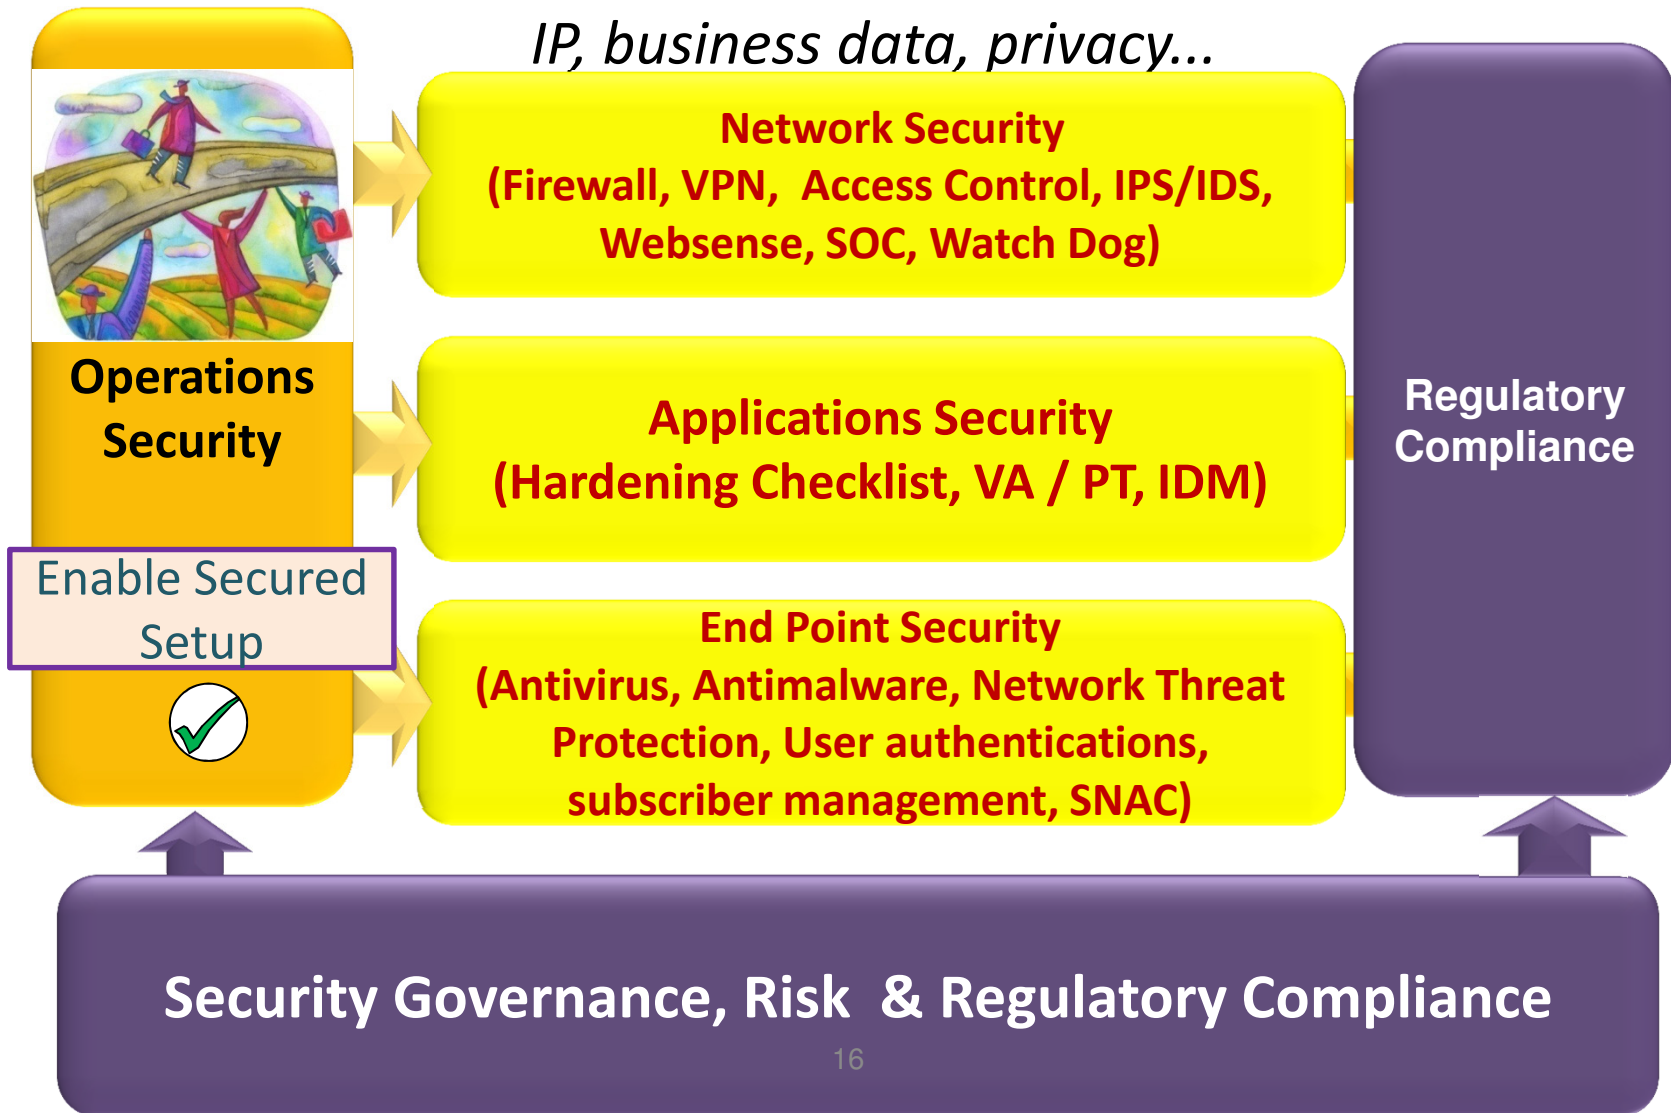 IP, business data, privacy...
Network Security
(Firewall, VPN, Access Control, IPS/IDS,
Websense, SOC, Watch Dog)
Operations
Security
Applications Security
(Hardening Checklist, VA / PT, IDM)
Regulatory
Compliance
Enable Secured
Setup
End Point Security
(Antivirus, Antimalware, Network Threat
Protection, User authentications,
subscriber management, SNAC)
Security Governance, Risk & Regulatory Compliance
16